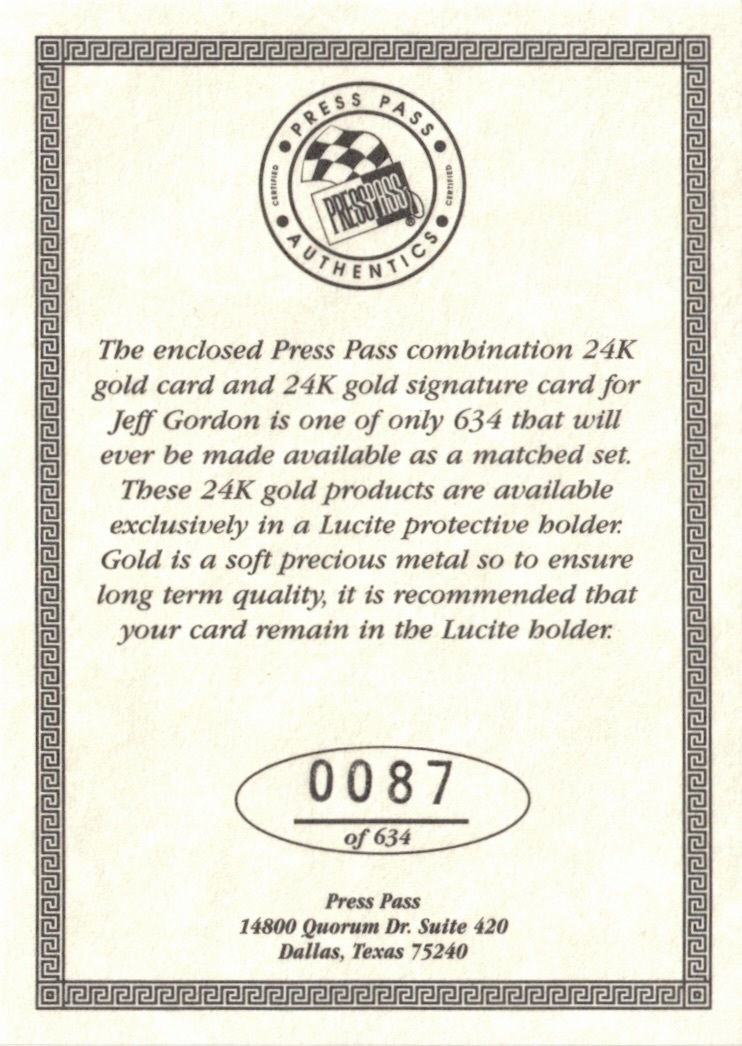 PRESS PASS
CERTIFIED
CERTIFIED
PRESS PASS
AUTHENTICS
The enclosed Press Pass combination 24K
gold card and 24K gold signature card for
Jeff Gordon is one of only 634 that will
ever be made available as a matched set.
These 24K gold products are available
exclusively in a Lucite protective holder.
Gold is a soft precious metal so to ensure
long term quality, it is recommended that
your card remain in the Lucite holder.
0087
of 634
Press Pass
14800 Quorum Dr. Suite 420
Dallas, Texas 75240